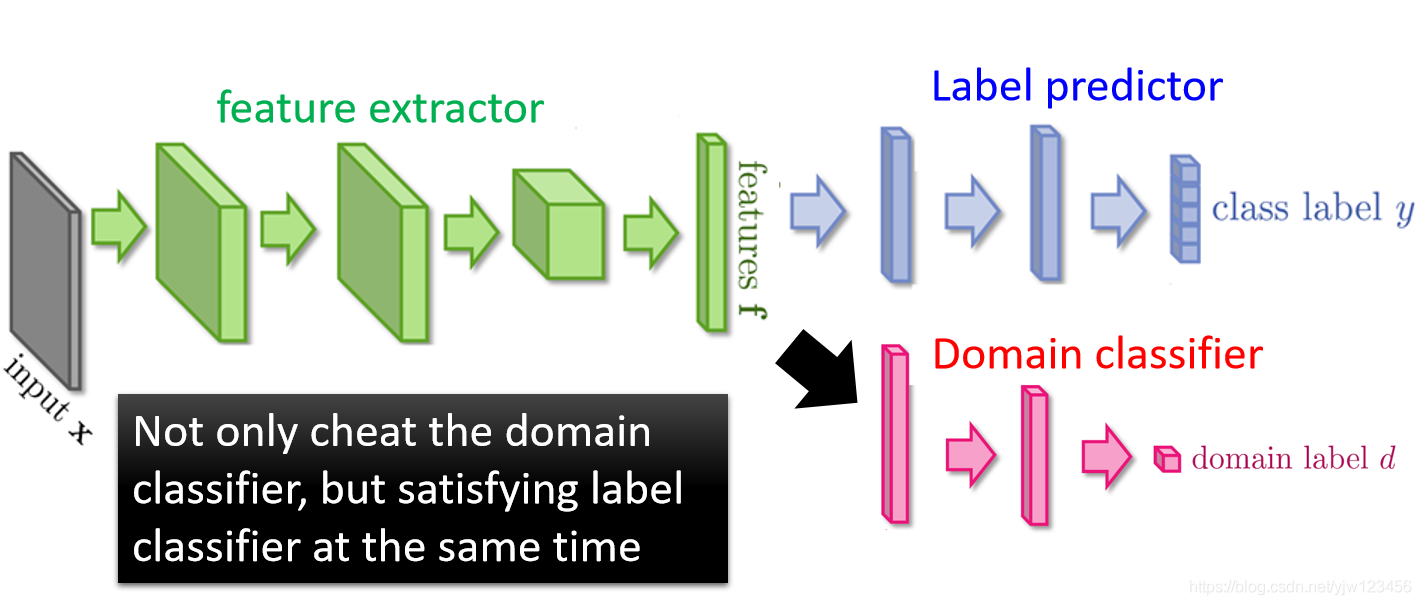 feature extractor
Label predictor
input x
features f
class label y
Domain classifier
domain label d
Not only cheat the domain
classifier, but satisfying label
classifier at the same time
https://blog.csdn.net/yjw123456